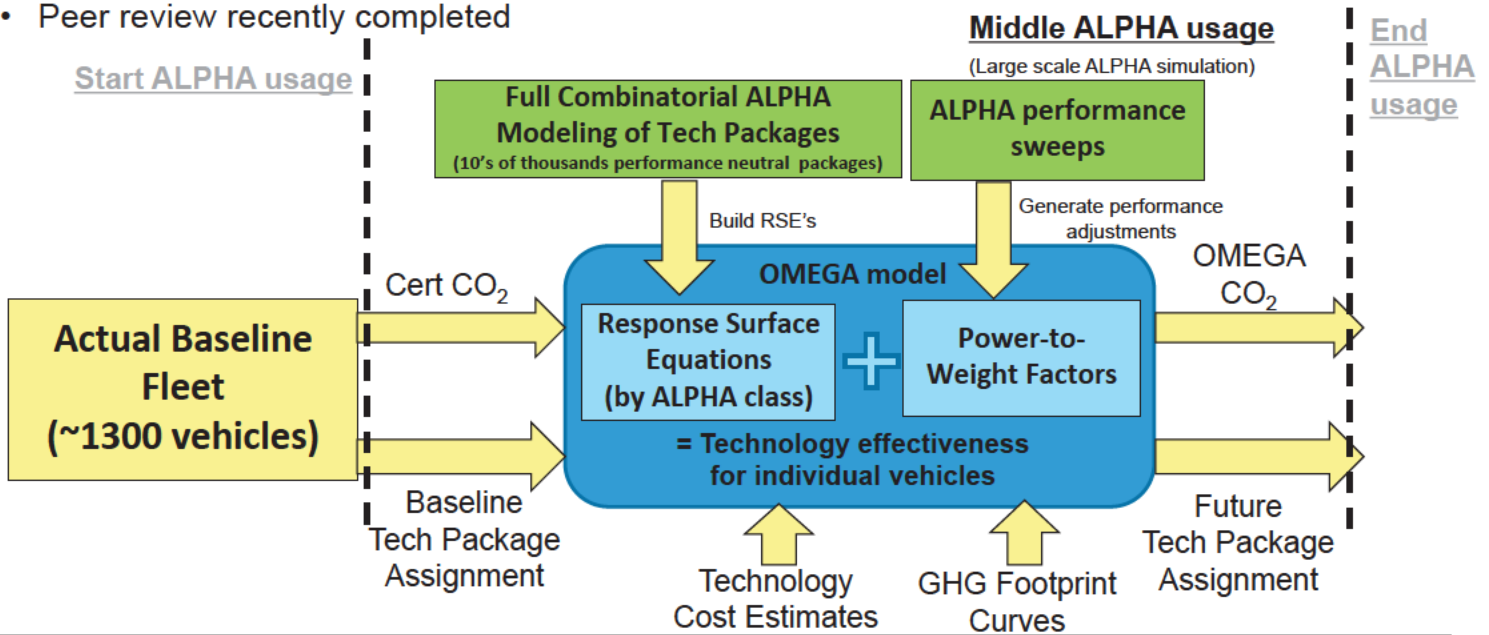 • Peer review recently completed
Start ALPHA usage
Middle ALPHA usage
(Large scale ALPHA simulation)
End
ALPHA
usage
Full Combinatorial ALPHA
Modeling of Tech Packages
(10's of thousands performance neutral packages)
ALPHA performance
sweeps
Build RSE's
Generate performance
adjustments
Actual Baseline
Fleet
(~1300 vehicles)
Cert CO₂
Baseline
Tech Package
Assignment
OMEGA model
Response Surface
Equations
(by ALPHA class)
+
Power-to-
Weight Factors
= Technology effectiveness
for individual vehicles
Technology
Cost Estimates
GHG Footprint
Curves
OMEGA
CO₂
Future
Tech Package
Assignment